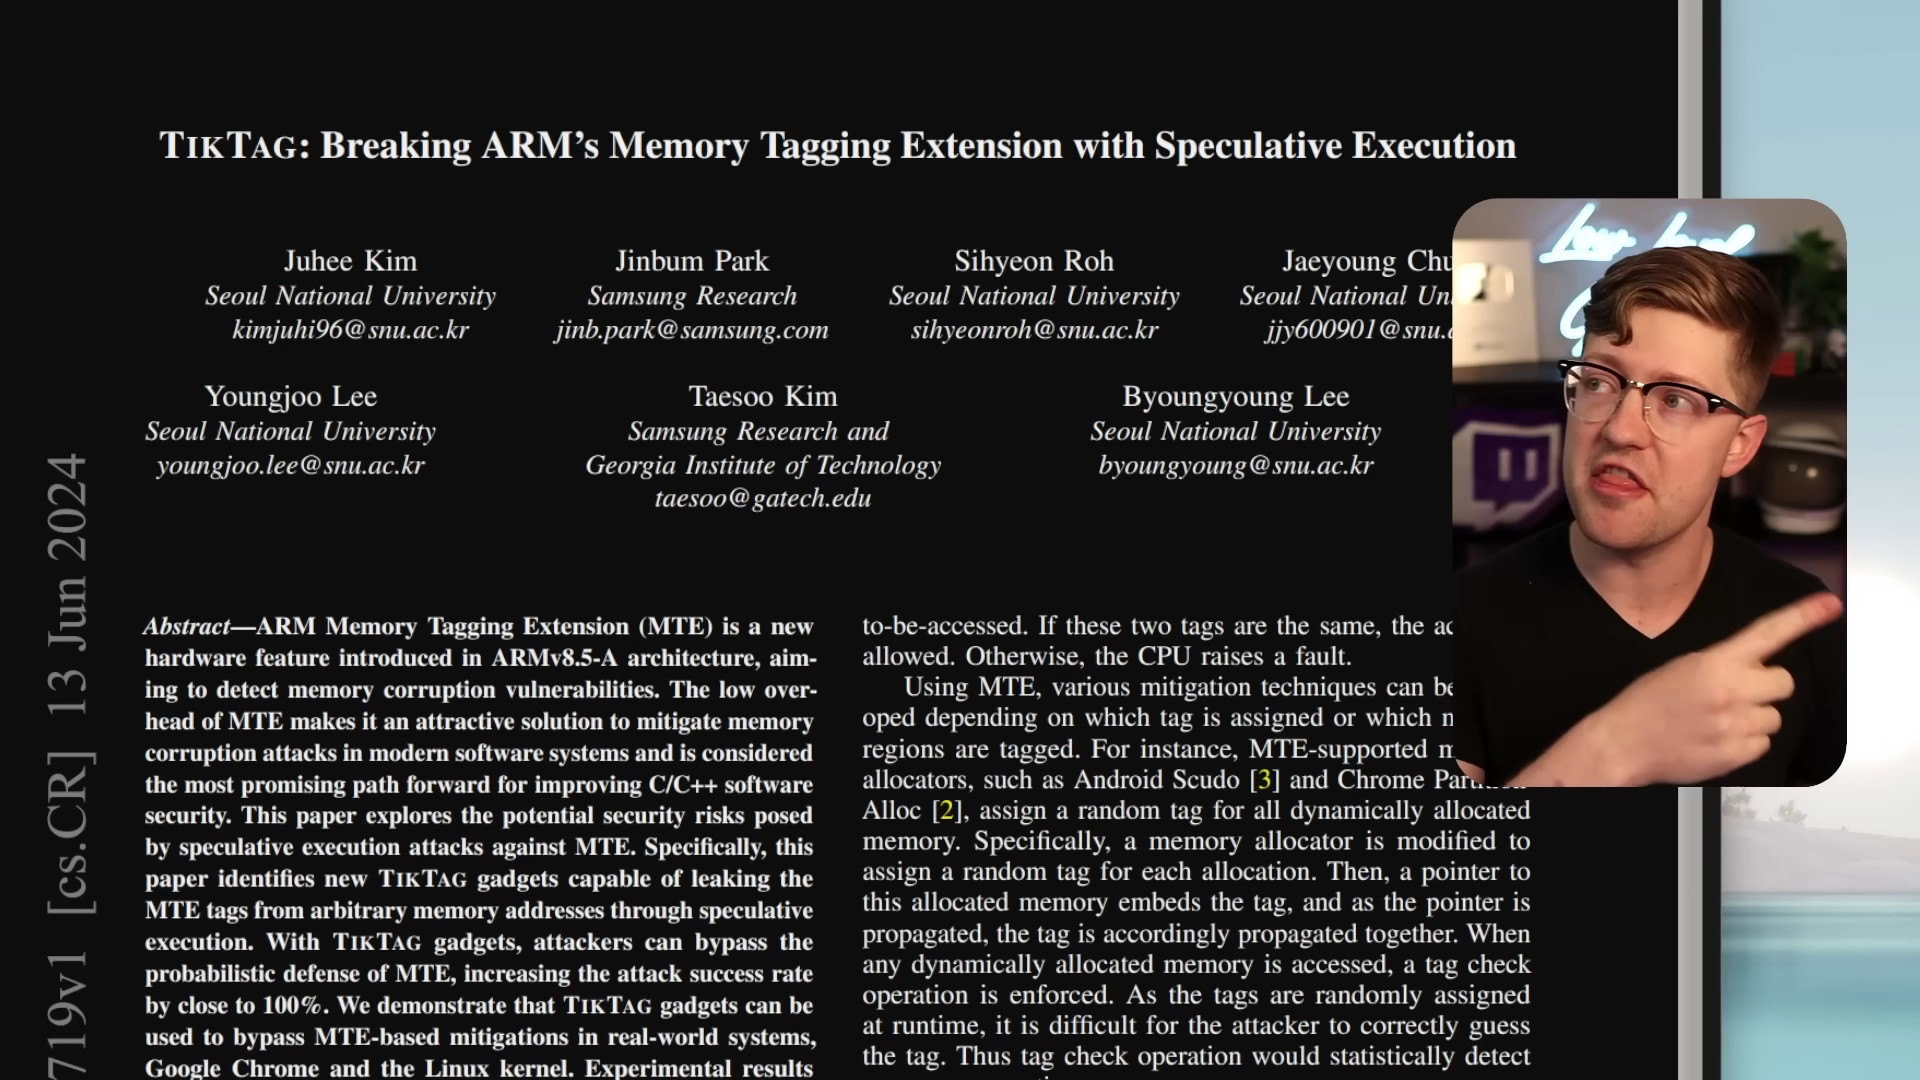 TIKTAG: Breaking ARM's Memory Tagging Extension with Speculative Execution
Juhee Kim
Seoul National University
kimjuhi96@snu.ac.kr
Jinbum Park
Samsung Research
jinb.park@samsung.com
Sihyeon Roh
Seoul National University
sihyeonroh@snu.ac.kr
Jaeyoung Chu
Seoul National Un
jjy600901@snu.
Youngjoo Lee
Seoul National University
youngjoo.lee@snu.ac.kr
Taesoo Kim
Samsung Research and
Georgia Institute of Technology
taesoo@gatech.edu
Byoungyoung Lee
Seoul National University
byoungyoung@snu.ac.kr
719v1 [cs.CR] 13 Jun 2024
Abstract—ARM Memory Tagging Extension (MTE) is a new
hardware feature introduced in ARMv8.5-A architecture, aim-
ing to detect memory corruption vulnerabilities. The low over-
head of MTE makes it an attractive solution to mitigate memory
corruption attacks in modern software systems and is considered
the most promising path forward for improving C/C++ software
security. This paper explores the potential security risks posed
by speculative execution attacks against MTE. Specifically, this
paper identifies new TIKTAG gadgets capable of leaking the
MTE tags from arbitrary memory addresses through speculative
execution. With TIKTAG gadgets, attackers can bypass the
probabilistic defense of MTE, increasing the attack success rate
by close to 100%. We demonstrate that TIKTAG gadgets can be
used to bypass MTE-based mitigations in real-world systems,
Google Chrome and the Linux kernel. Experimental results
to-be-accessed. If these two tags are the same, the ac
allowed. Otherwise, the CPU raises a fault.
Using MTE, various mitigation techniques can be
oped depending on which tag is assigned or which m
regions are tagged. For instance, MTE-supported m
allocators, such as Android Scudo [3] and Chrome
Alloc [2], assign a random tag for all dynamically allocated
memory. Specifically, a memory allocator is modified to
assign a random tag for each allocation. Then, a pointer to
this allocated memory embeds the tag, and as the pointer is
propagated, the tag is accordingly propagated together. When
any dynamically allocated memory is accessed, a tag check
operation is enforced. As the tags are randomly assigned
at runtime, it is difficult for the attacker to correctly guess
the tag. Thus tag check operation would statistically detect
Low level